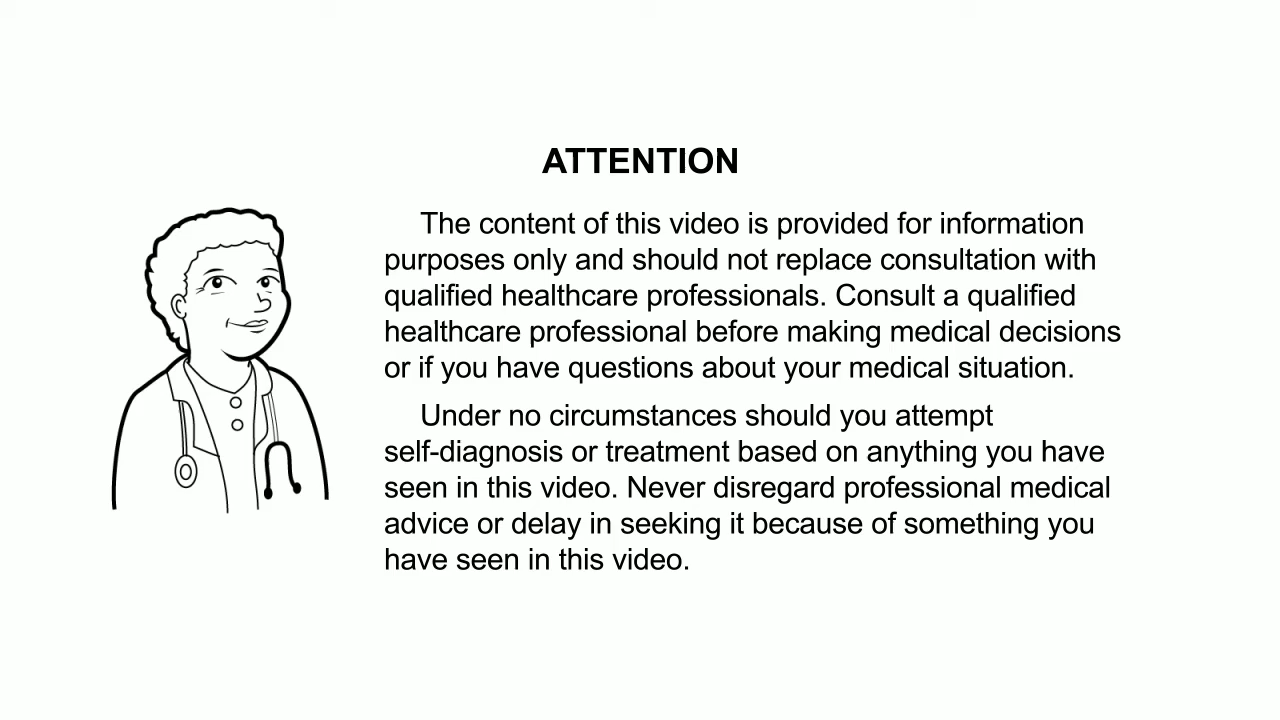 ATTENTION
The content of this video is provided for information
purposes only and should not replace consultation with
qualified healthcare professionals. Consult a qualified
healthcare professional before making medical decisions
or if you have questions about your medical situation.
Under no circumstances should you attempt
self-diagnosis or treatment based on anything you have
seen in this video. Never disregard professional medical
advice or delay in seeking it because of something you
have seen in this video.